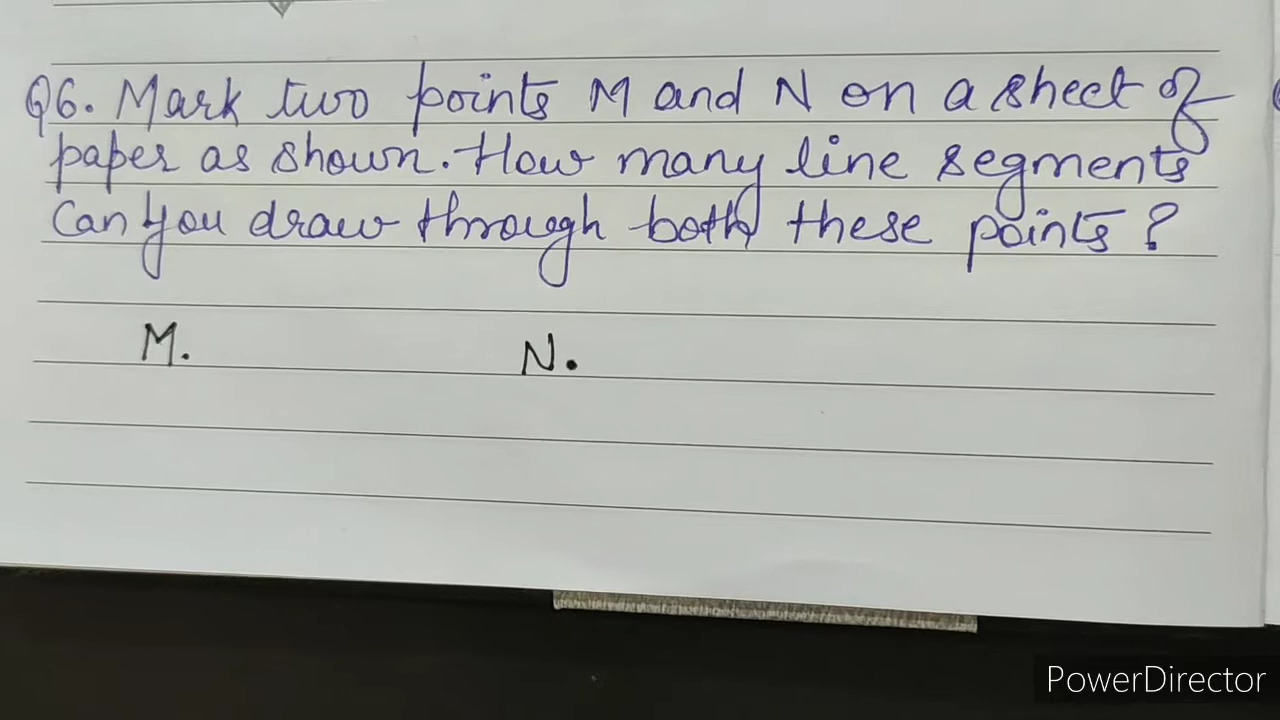 Q6. Mark two points M and N on a sheet of
paper as shown. How many line segments
can you draw through both these points?
M. N.
PowerDirector